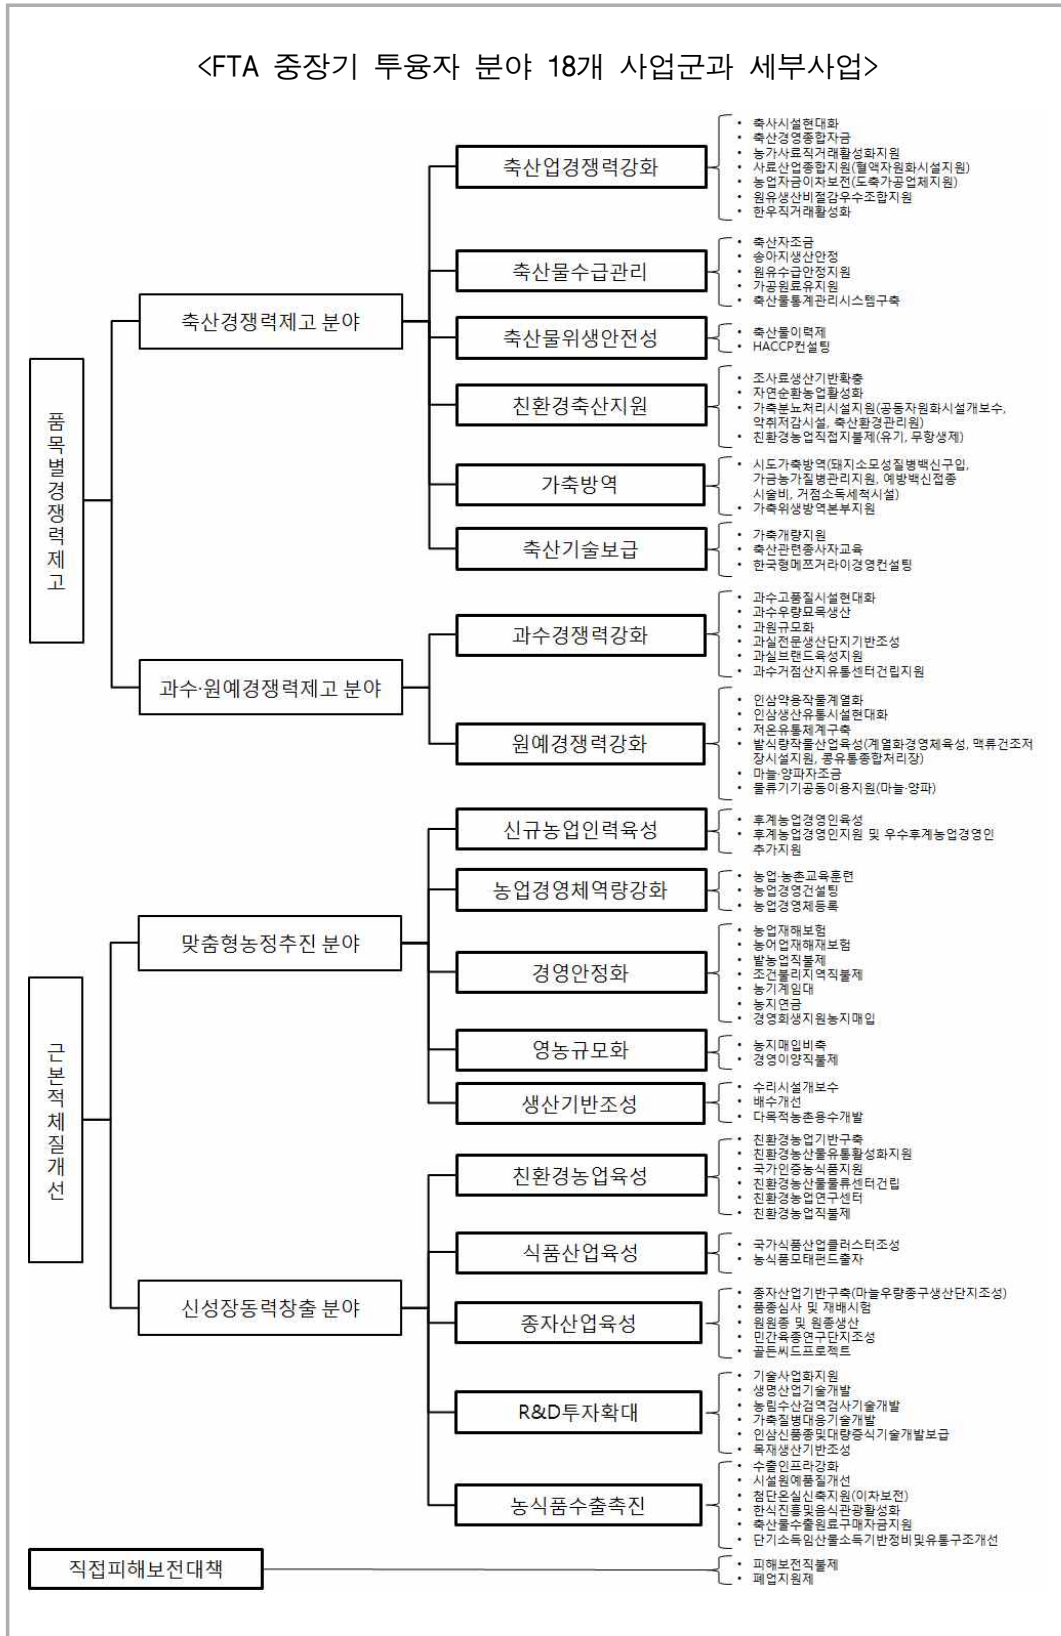 <FTA 중장기 투융자 분야 18개 사업군과 세부사업>
품목별경쟁력제고
축산경쟁력제고 분야
축산업경쟁력강화
• 축사시설현대화
• 축산경영종합자금
• 농가사료직거래활성화지원
• 사료산업종합지원(혈액자원화시설지원)
• 농업자금이차보전(도축가공업체지원)
• 원유생산비절감우수조합지원
• 한우직거래활성화
축산물수급관리
• 축산자조금
• 송아지생산안정
• 원유수급안정지원
• 가공원료유지원
• 축산물통계관리시스템구축
축산물위생안전성
• 축산물이력제
• HACCP컨설팅
친환경축산지원
• 조사료생산기반확충
• 자연순환농업활성화
• 가축분뇨처리시설지원(공동자원화시설개보수,
악취저감시설, 축산환경관리원)
• 친환경농업직접지불제(유기, 무항생제)
가축방역
• 시도가축방역(돼지소모성질병백신구입,
가금농가질병관리지원, 예방백신접종
시술비, 거점소독세척시설)
• 가축위생방역본부지원
축산기술보급
• 가축개량지원
• 축산관련종사자교육
• 한국형메쯔거라이경영컨설팅
과수·원예경쟁력제고 분야
과수경쟁력강화
• 과수고품질시설현대화
• 과수우량묘목생산
• 과원규모화
• 과실전문생산단지기반조성
• 과실브랜드육성지원
• 과수거점산지유통센터건립지원
원예경쟁력강화
• 인삼약용작물계열화
• 인삼생산유통시설현대화
• 저온유통체계구축
• 밭식량작물산업육성(계열화경영체육성, 맥류건조저
장시설지원, 콩유통종합처리장)
• 마늘·양파자조금
• 물류기기공동이용지원(마늘·양파)
근본적체질개선
맞춤형농정추진 분야
신규농업인력육성
• 후계농업경영인육성
• 후계농업경영인지원 및 우수후계농업경영인
추가지원
농업경영체역량강화
• 농업·농촌교육훈련
• 농업경영컨설팅
• 농업경영체등록
경영안정화
• 농업재해보험
• 농어업재해재보험
• 밭농업직불제
• 조건불리지역직불제
• 농기계임대
• 농지연금
• 경영회생지원농지매입
영농규모화
• 농지매입비축
• 경영이양직불제
생산기반조성
• 수리시설개보수
• 배수개선
• 다목적농촌용수개발
신성장동력창출 분야
친환경농업육성
• 친환경농업기반구축
• 친환경농산물유통활성화지원
• 국가인증농식품지원
• 친환경농산물물류센터건립
• 친환경농업연구센터
• 친환경농업직불제
식품산업육성
• 국가식품산업클러스터조성
• 농식품모태펀드출자
종자산업육성
• 종자산업기반구축(마늘우량종구생산단지조성)
• 품종심사 및 재배시험
• 원원종 및 원종생산
• 민간육종연구단지조성
• 골든씨드프로젝트
R&D투자확대
• 기술사업화지원
• 생명산업기술개발
• 농림수산검역검사기술개발
• 가축질병대응기술개발
• 인삼신품종및대량증식기술개발보급
• 목재생산기반조성
농식품수출촉진
• 수출인프라강화
• 시설원예품질개선
• 첨단온실신축지원(이차보전)
• 한식진흥및음식관광활성화
• 축산물수출원료구매자금지원
• 단기소득임산물소득기반정비및유통구조개선
직접피해보전대책
• 피해보전직불제
• 폐업지원제